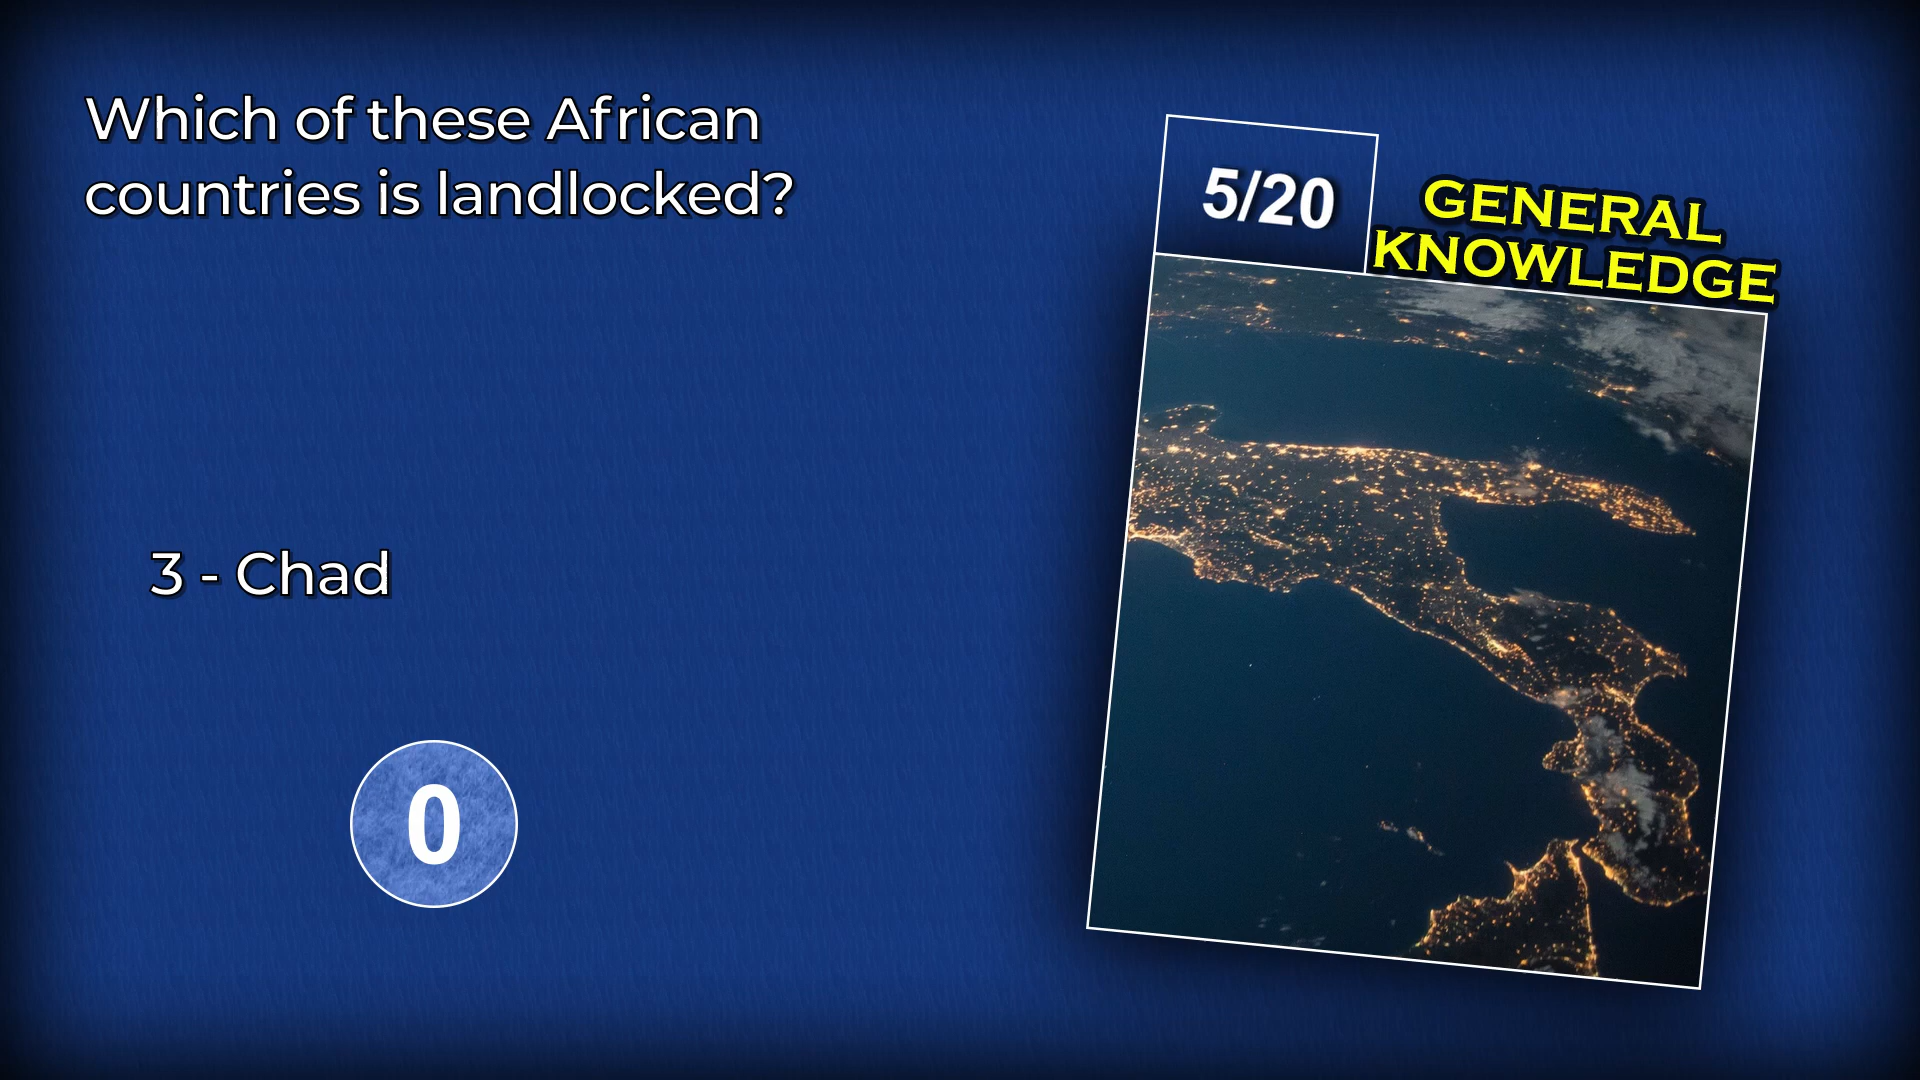 Which of these African
countries is landlocked?
3 - Chad
0
5/20
GENERAL
KNOWLEDGE